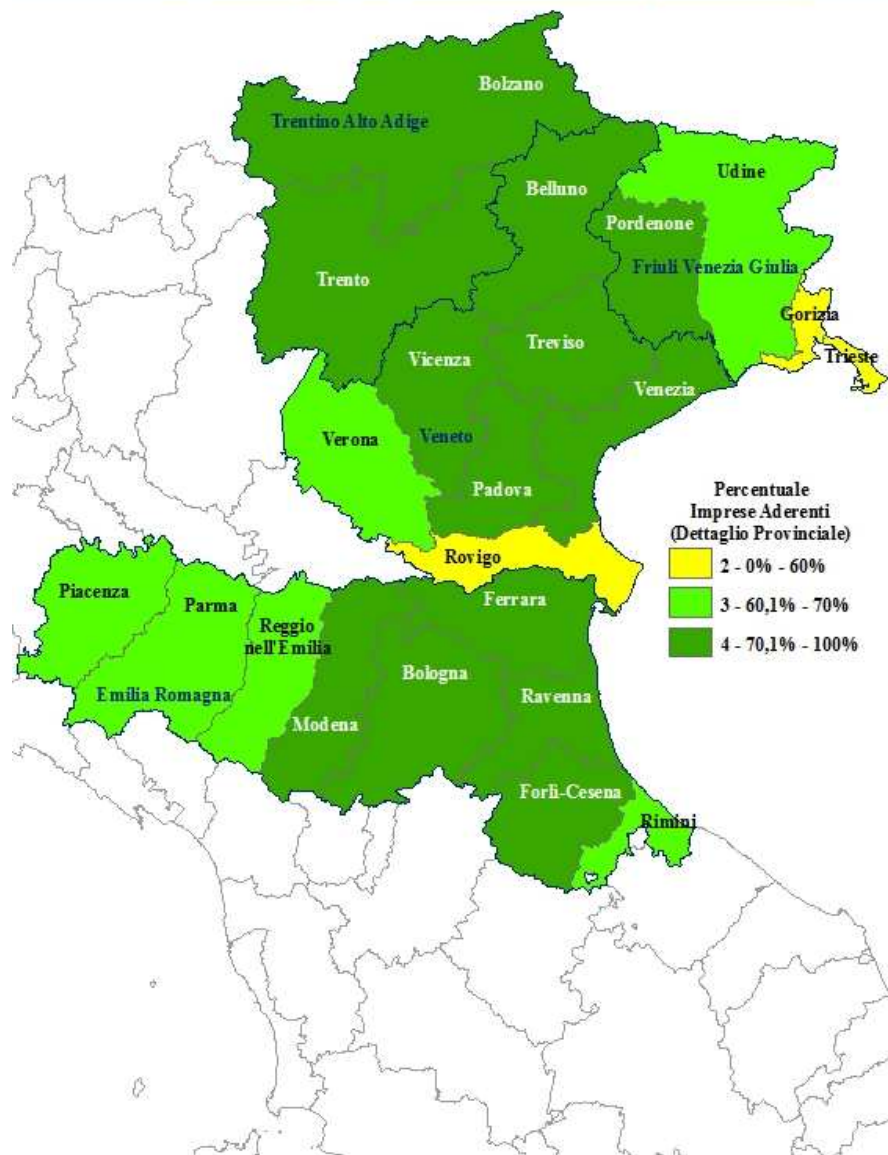 Bolzano
Trentino Alto Adige
Belluno
Udine
Pordenone
Friuli Venezia Giulia
Trento
Gorizia
Treviso
Vicenza
Trieste
Venezia
Verona
Veneto
Padova
Percentuale
Imprese Aderenti
(Dettaglio Provinciale)
2 - 0% - 60%
3 - 60,1% - 70%
4 - 70,1% - 100%
Rovigo
Piacenza
Parma
Ferrara
Reggio
nell'Emilia
Bologna
Emilia Romagna
Ravenna
Modena
Forlì-Cesena
Rimini